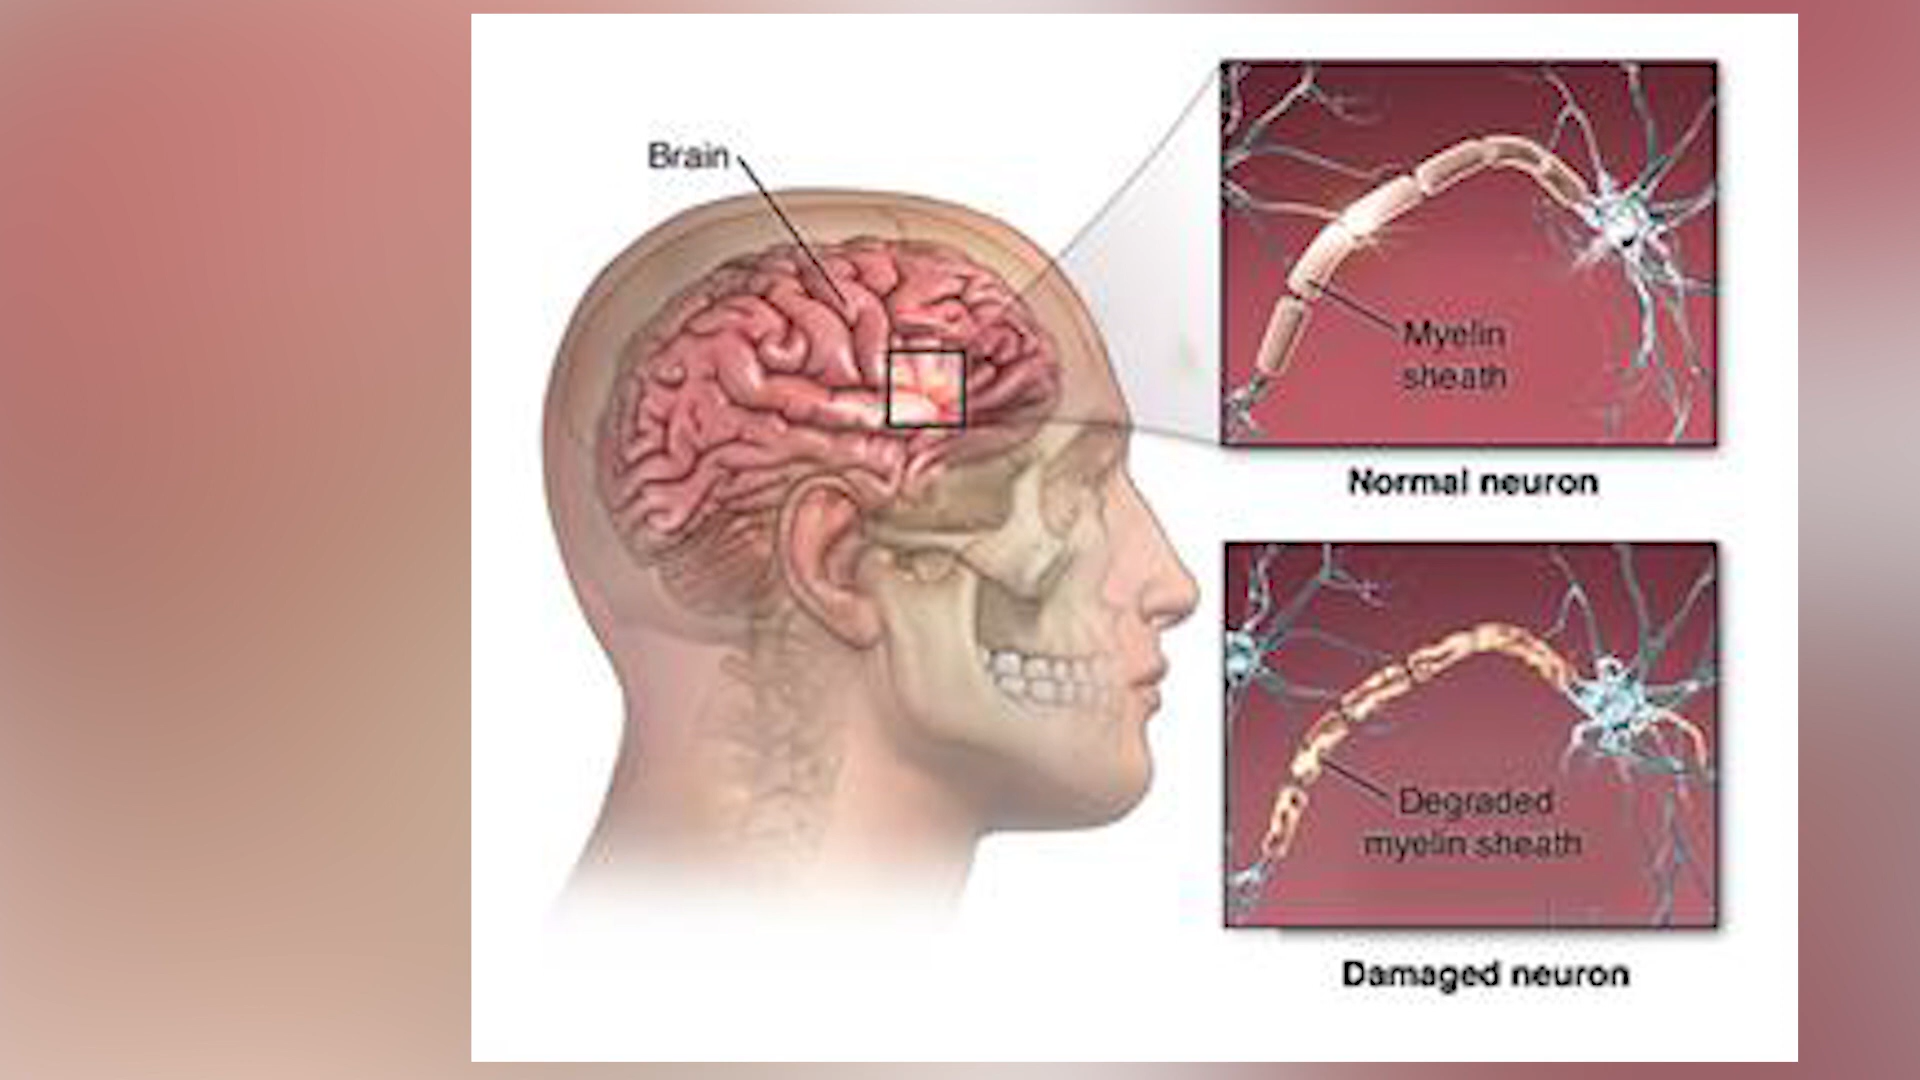 Brain
Myelin
sheath
Normal neuron
Degraded
myelin sheath
Damaged neuron